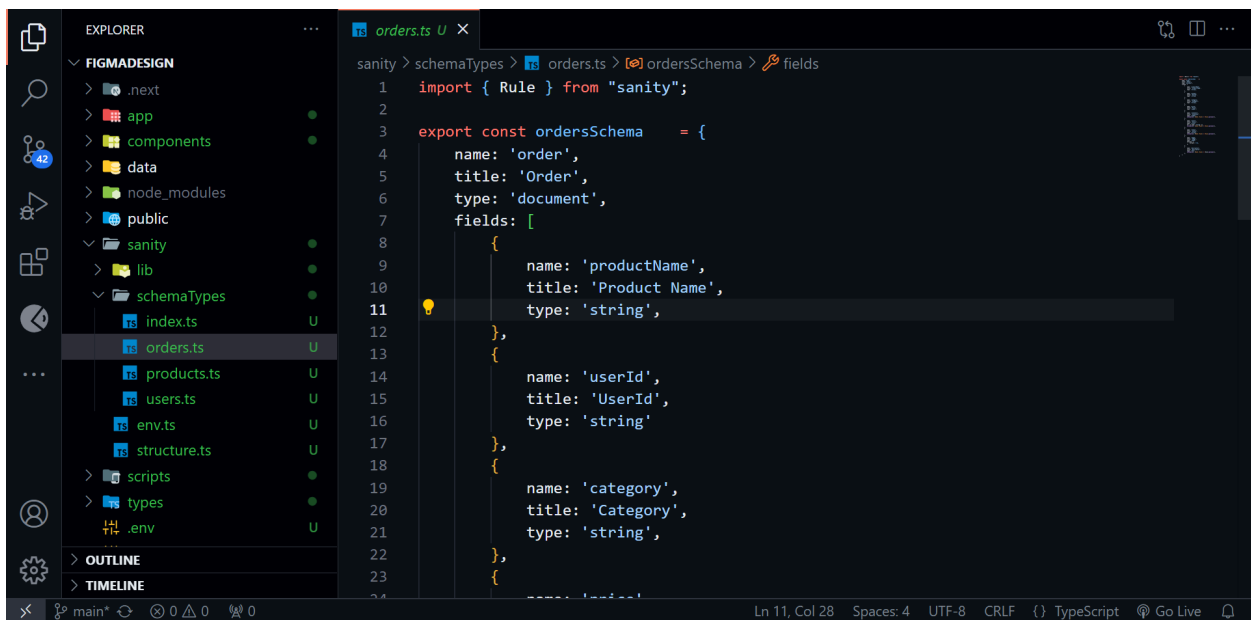 EXPLORER
FIGMADESIGN
.next
app
components
data
node_modules
public
sanity
lib
schemaTypes
index.ts U
orders.ts U
products.ts U
users.ts U
env.ts U
structure.ts U
scripts
types
.env U
OUTLINE
TIMELINE
42
TS orders.ts U
sanity > schemaTypes > TS orders.ts > ordersSchema > fields
1 import { Rule } from "sanity";
2
3 export const ordersSchema = {
4 name: 'order',
5 title: 'Order',
6 type: 'document',
7 fields: [
8 {
9 name: 'productName',
10 title: 'Product Name',
11 type: 'string',
12 },
13 {
14 name: 'userId',
15 title: 'UserId',
16 type: 'string'
17 },
18 {
19 name: 'category',
20 title: 'Category',
21 type: 'string',
22 },
23 {
24 name: 'price'
main* 0 0 0 Ln 11, Col 28 Spaces: 4 UTF-8 CRLF {} TypeScript Go Live